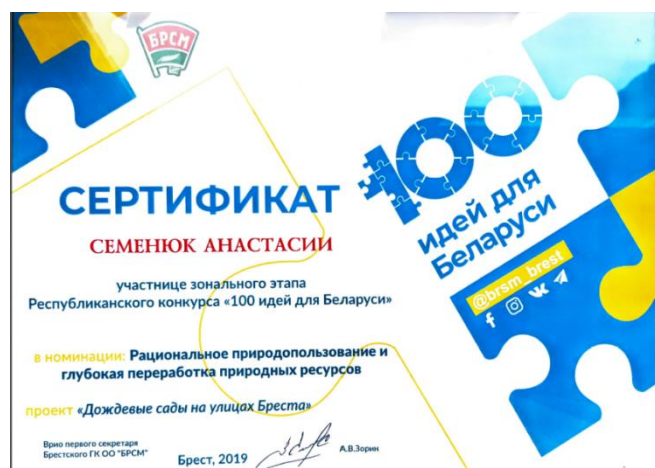 БРСМ
100
идей для
Беларуси
@brsm_brest
СЕРТИФИКАТ
СЕМЕНЮК АНАСТАСИИ
участнице зонального этапа
Республиканского конкурса «100 идей для Беларуси»
в номинации: Рациональное природопользование и
глубокая переработка природных ресурсов
проект «Дождевые сады на улицах Бреста»
Врио первого секретаря
Брестского ГК ОО "БРСМ"
Брест, 2019
А.В.Зорин